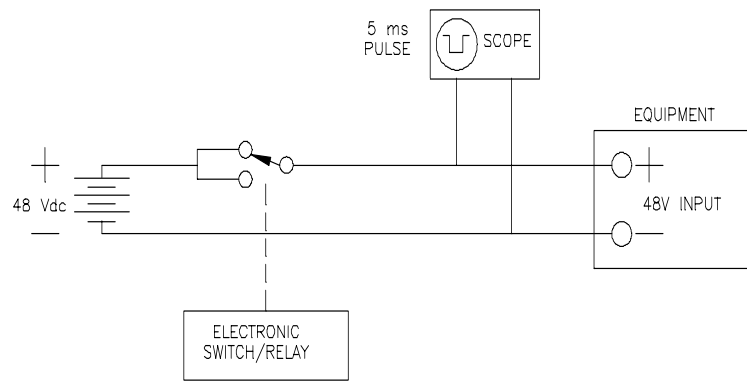 5 ms
PULSE
SCOPE
EQUIPMENT
+
48 Vdc
−
+
48V INPUT
−
ELECTRONIC
SWITCH/RELAY